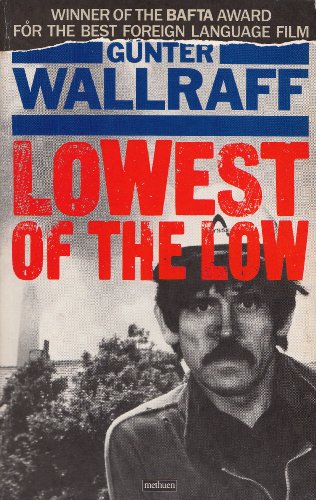 WINNER OF THE BAFTA AWARD
FOR THE BEST FOREIGN LANGUAGE FILM
GÜNTER
WALLRAFF
LOWEST
OF THE LOW
methuen